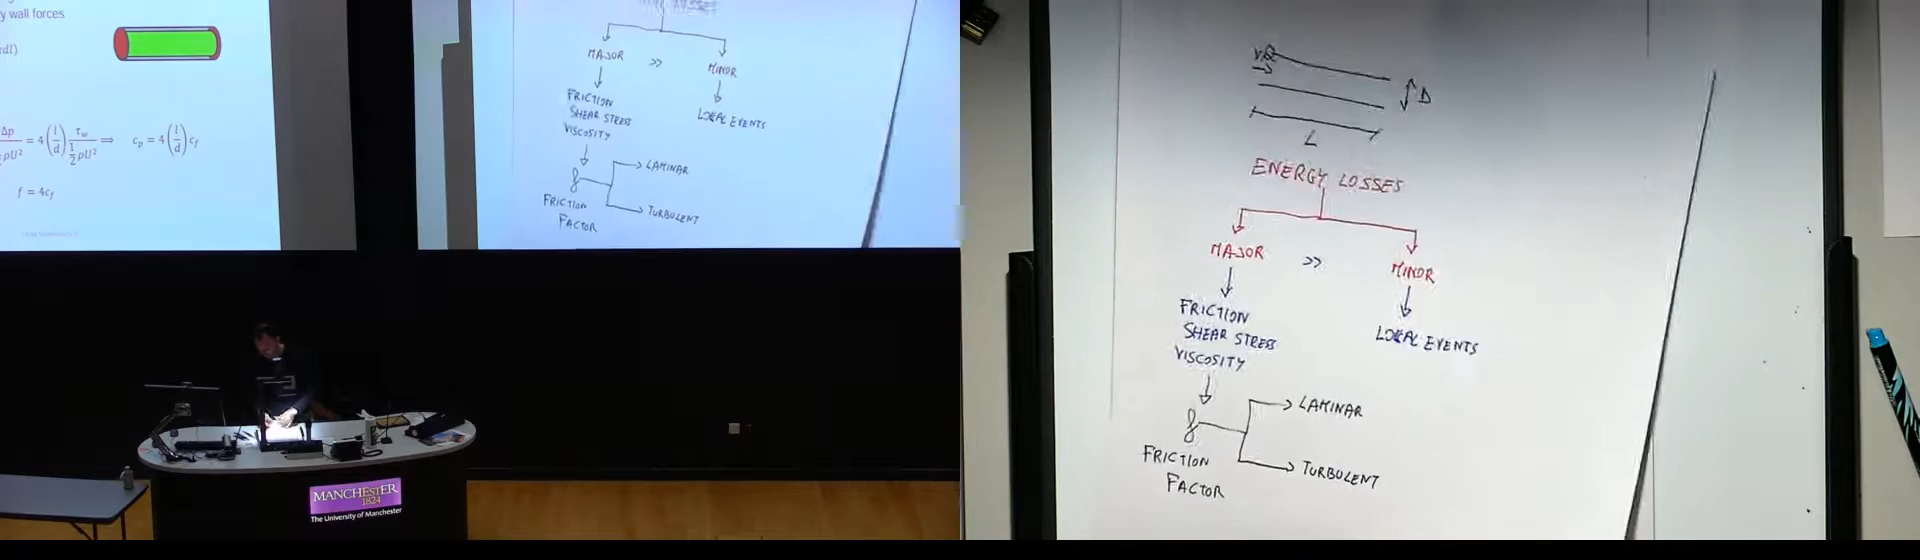 y wall forces
Δp / ½ρU² = 4 (l/d) τw / ½ρU² ⟹ cp = 4 (l/d) cf
f = 4cf
MAJOR >> MINOR
FRICTION
SHEAR STRESS
VISCOSITY
LOCAL EVENTS
f
LAMINAR
TURBULENT
FRICTION
FACTOR
MANCHESTER
1824
The University of Manchester
D
L
ENERGY LOSSES
MAJOR >> MINOR
FRICTION
SHEAR STRESS
VISCOSITY
LOCAL EVENTS
f
LAMINAR
TURBULENT
FRICTION
FACTOR